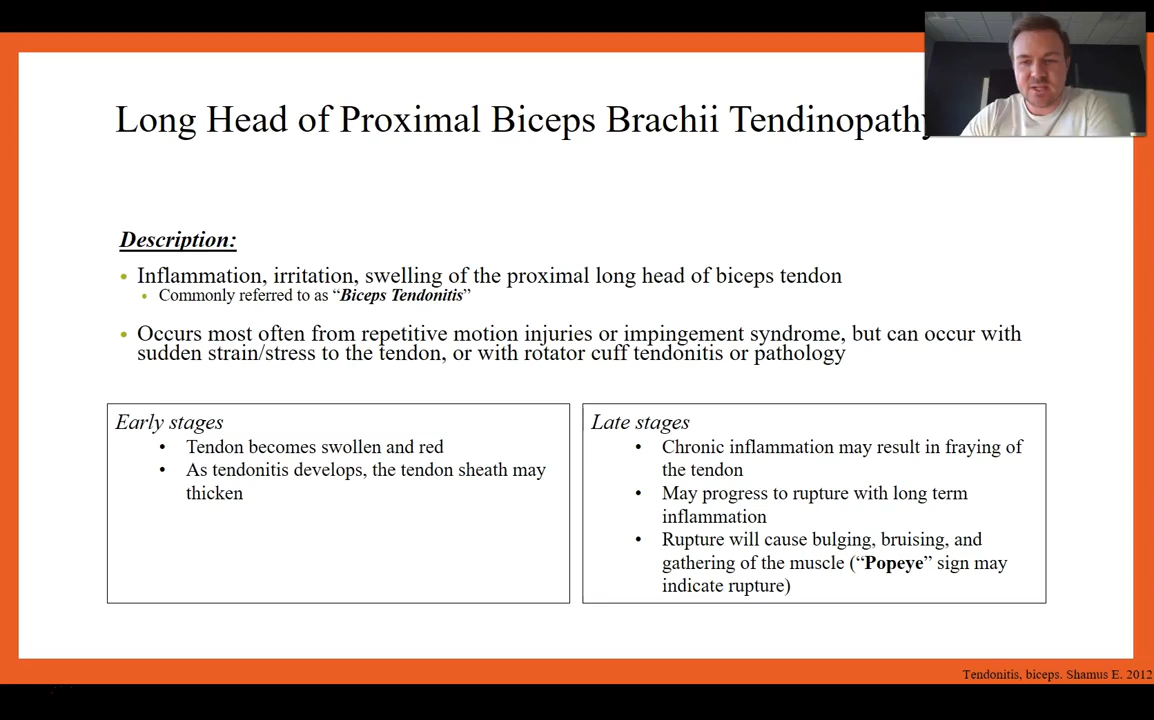 Long Head of Proximal Biceps Brachii Tendinopathy
Description:
• Inflammation, irritation, swelling of the proximal long head of biceps tendon
• Commonly referred to as “Biceps Tendonitis”
• Occurs most often from repetitive motion injuries or impingement syndrome, but can occur with
sudden strain/stress to the tendon, or with rotator cuff tendonitis or pathology
Early stages
• Tendon becomes swollen and red
• As tendonitis develops, the tendon sheath may
thicken
Late stages
• Chronic inflammation may result in fraying of
the tendon
• May progress to rupture with long term
inflammation
• Rupture will cause bulging, bruising, and
gathering of the muscle (“Popeye” sign may
indicate rupture)
Tendonitis, biceps. Shamus E. 2012